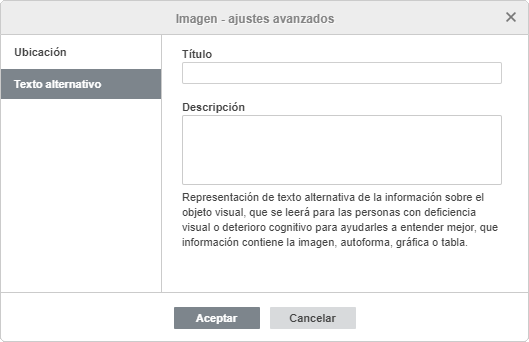 Imagen - ajustes avanzados
Ubicación
Texto alternativo
Título
Descripción
Representación de texto alternativa de la información sobre el
objeto visual, que se leerá para las personas con deficiencia
visual o deterioro cognitivo para ayudarles a entender mejor, que
información contiene la imagen, autoforma, gráfica o tabla.
Aceptar
Cancelar